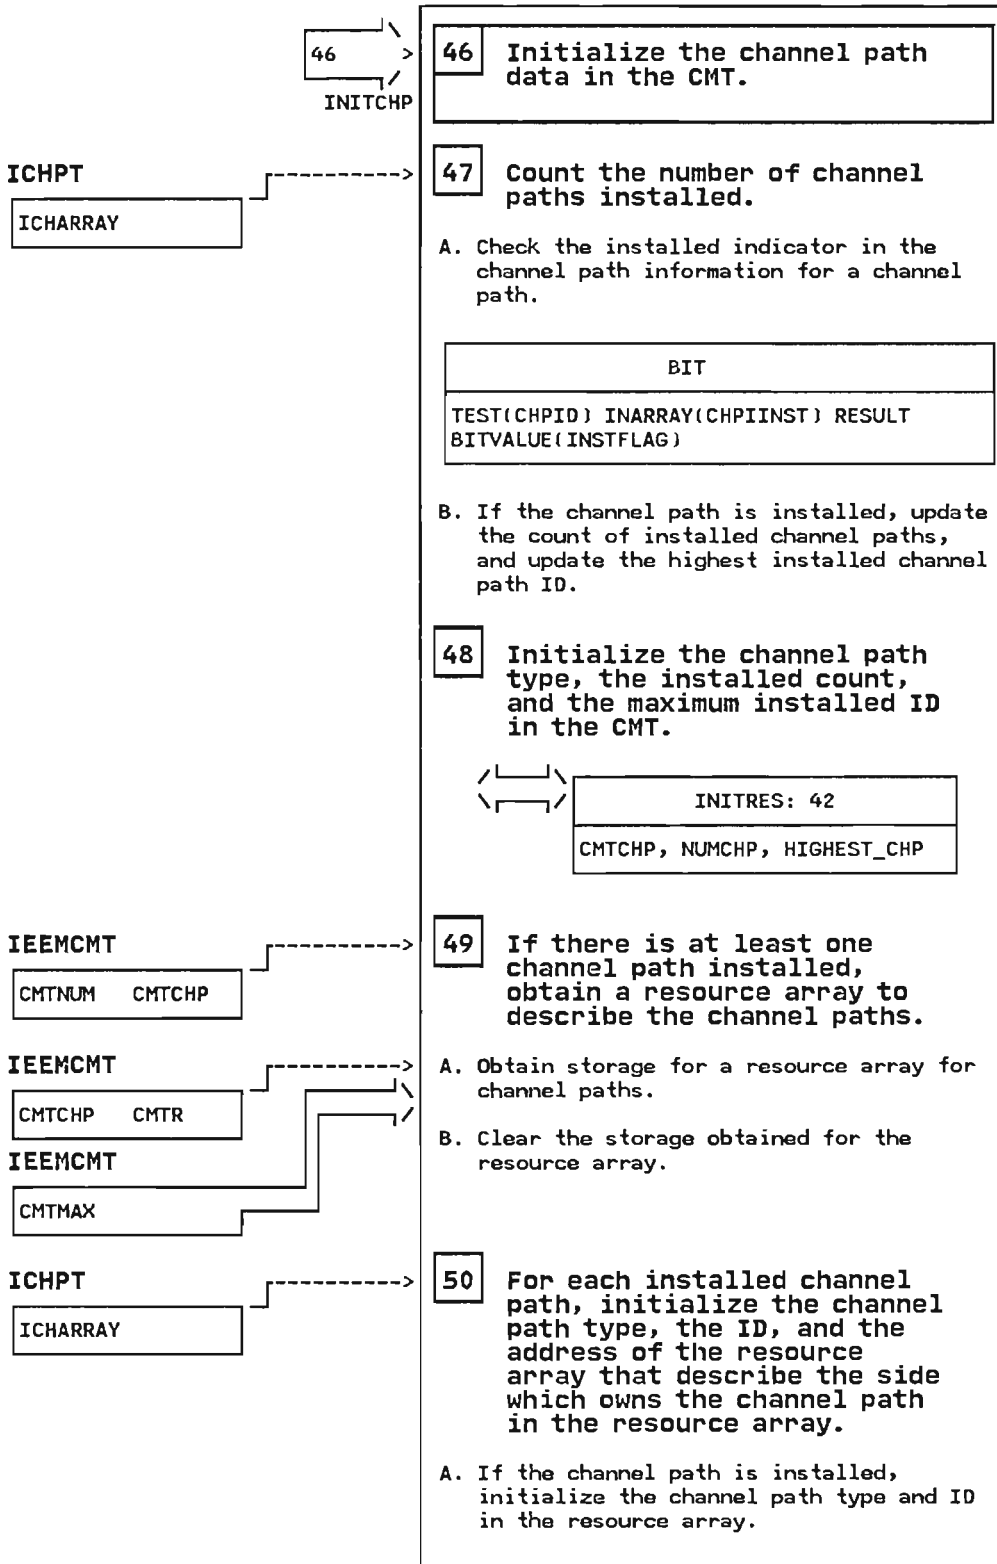 46
INITCHP
46 Initialize the channel path
data in the CMT.
ICHPT
ICHARRAY
47 Count the number of channel
paths installed.
A. Check the installed indicator in the
channel path information for a channel
path.
BIT
TEST(CHPID) INARRAY(CHPIINST) RESULT
BITVALUE(INSTFLAG)
B. If the channel path is installed, update
the count of installed channel paths,
and update the highest installed channel
path ID.
48 Initialize the channel path
type, the installed count,
and the maximum installed ID
in the CMT.
INITRES: 42
CMTCHP, NUMCHP, HIGHEST_CHP
IEEMCMT
CMTNUM CMTCHP
49 If there is at least one
channel path installed,
obtain a resource array to
describe the channel paths.
IEEMCMT
CMTCHP CMTR
IEEMCMT
CMTMAX
A. Obtain storage for a resource array for
channel paths.
B. Clear the storage obtained for the
resource array.
ICHPT
ICHARRAY
50 For each installed channel
path, initialize the channel
path type, the ID, and the
address of the resource
array that describe the side
which owns the channel path
in the resource array.
A. If the channel path is installed,
initialize the channel path type and ID
in the resource array.